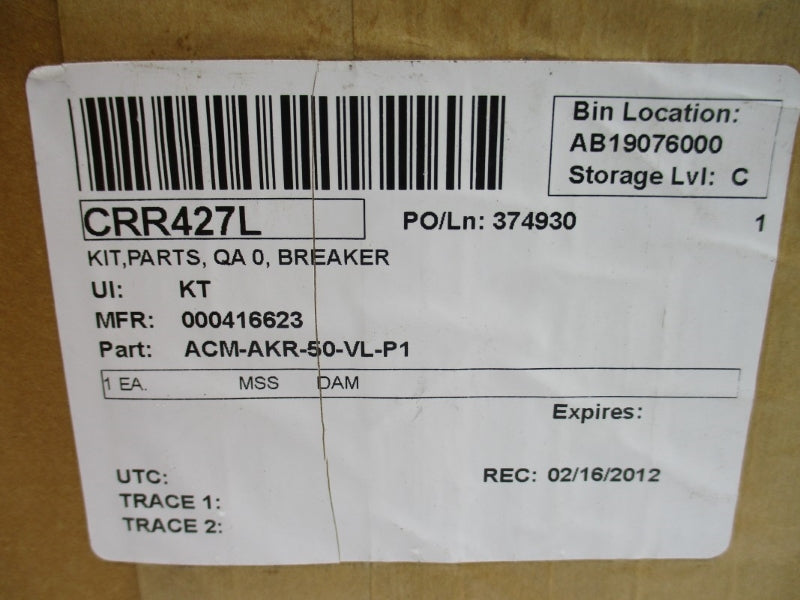 Bin Location:
AB19076000
Storage Lvl: C
CRR427L
PO/Ln: 374930 1
KIT,PARTS, QA 0, BREAKER
UI: KT
MFR: 000416623
Part: ACM-AKR-50-VL-P1
1 EA. MSS DAM
Expires:
UTC:
REC: 02/16/2012
TRACE 1:
TRACE 2: